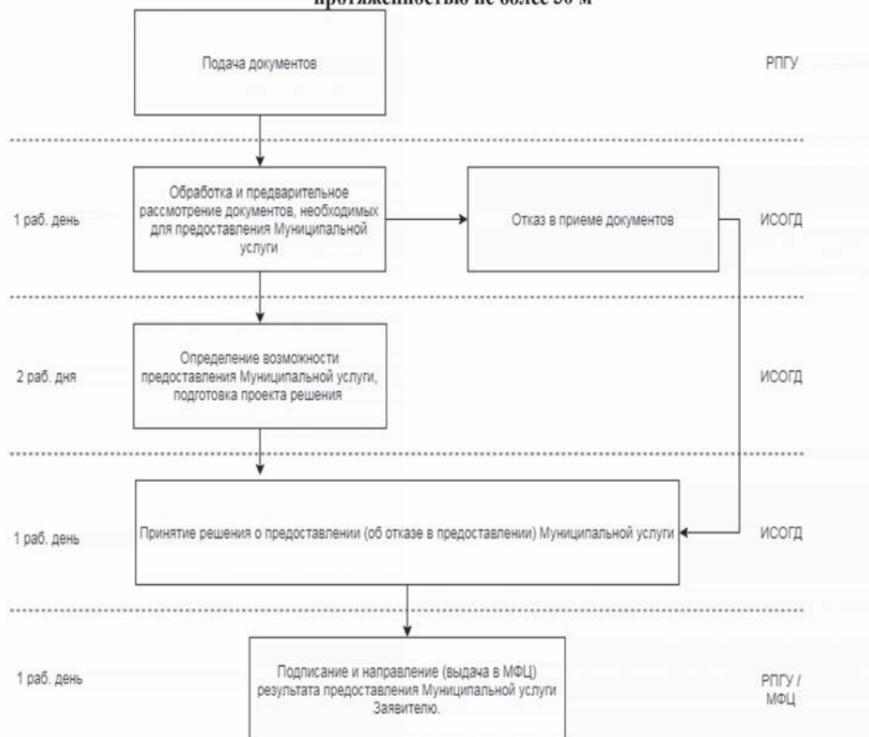 протяженностью не более 30 м
Подача документов
РПГУ
1 раб. день
Обработка и предварительное
рассмотрение документов, необходимых
для предоставления Муниципальной
услуги
Отказ в приеме документов
ИСОГД
2 раб. дня
Определение возможности
предоставления Муниципальной услуги,
подготовка проекта решения
ИСОГД
1 раб. день
Принятие решения о предоставлении (об отказе в предоставлении) Муниципальной услуги
ИСОГД
1 раб. день
Подписание и направление (выдача в МФЦ)
результата предоставления Муниципальной услуги
Заявителю.
РПГУ /
МФЦ